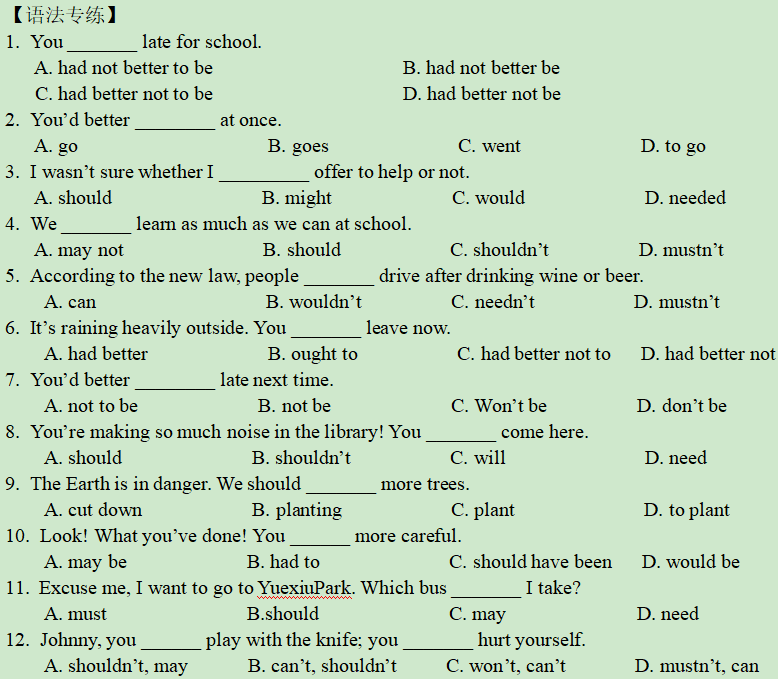 【语法专练】
1. You _______ late for school.
A. had not better to be B. had not better be
C. had better not to be D. had better not be
2. You’d better ________ at once.
A. go B. goes C. went D. to go
3. I wasn’t sure whether I _________ offer to help or not.
A. should B. might C. would D. needed
4. We _______ learn as much as we can at school.
A. may not B. should C. shouldn’t D. mustn’t
5. According to the new law, people _______ drive after drinking wine or beer.
A. can B. wouldn’t C. needn’t D. mustn’t
6. It’s raining heavily outside. You _______ leave now.
A. had better B. ought to C. had better not to D. had better not
7. You’d better ________ late next time.
A. not to be B. not be C. Won’t be D. don’t be
8. You’re making so much noise in the library! You _______ come here.
A. should B. shouldn’t C. will D. need
9. The Earth is in danger. We should _______ more trees.
A. cut down B. planting C. plant D. to plant
10. Look! What you’ve done! You ______ more careful.
A. may be B. had to C. should have been D. would be
11. Excuse me, I want to go to YuexiuPark. Which bus _______ I take?
A. must B.should C. may D. need
12. Johnny, you ______ play with the knife; you _______ hurt yourself.
A. shouldn’t, may B. can’t, shouldn’t C. won’t, can’t D. mustn’t, can